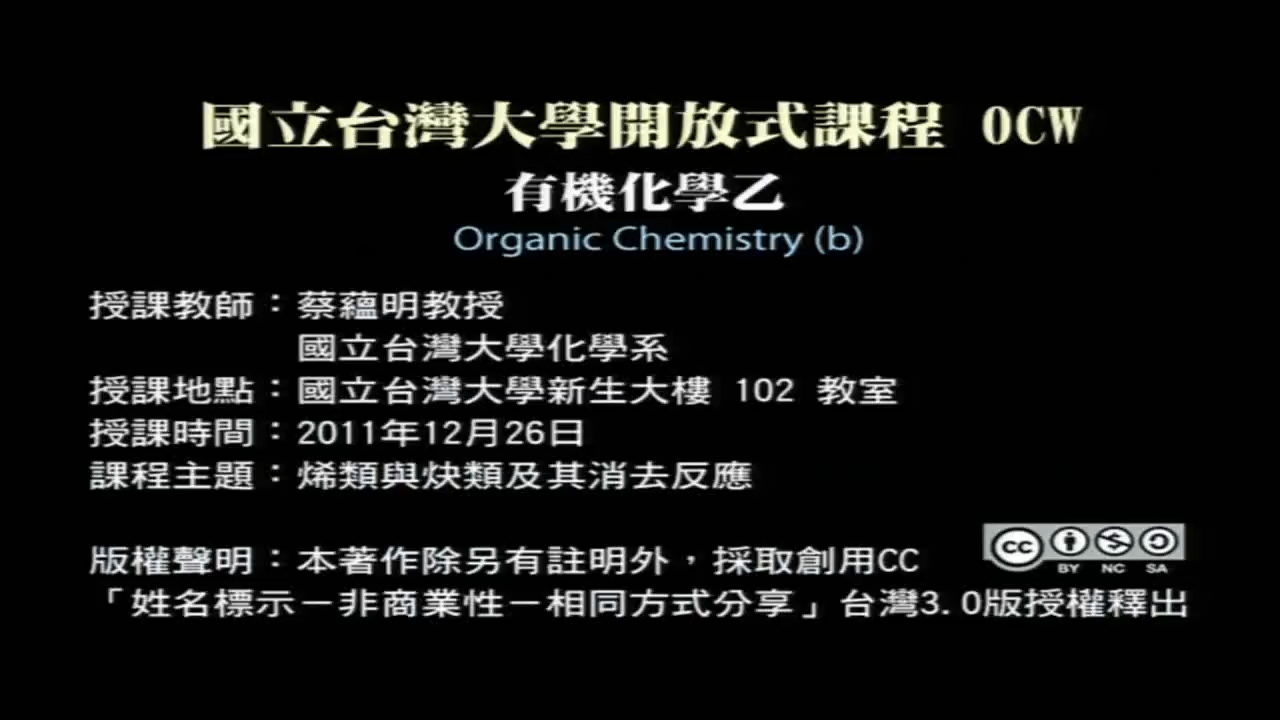 國立台灣大學開放式課程 OCW
有機化學乙
Organic Chemistry (b)
授課教師：蔡蘊明教授
國立台灣大學化學系
授課地點：國立台灣大學新生大樓 102 教室
授課時間：2011年12月26日
課程主題：烯類與炔類及其消去反應
版權聲明：本著作除另有註明外，採取創用CC
cc BY NC SA
「姓名標示－非商業性－相同方式分享」台灣3.0版授權釋出